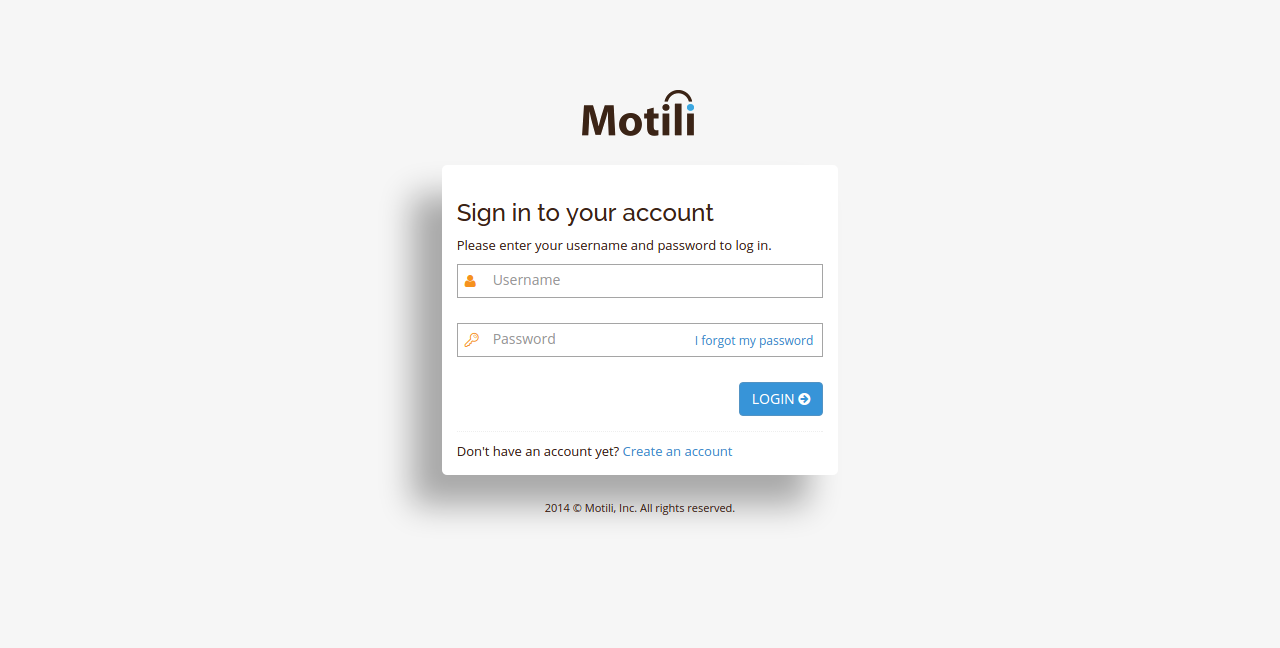 Motili
Sign in to your account
Please enter your username and password to log in.
Username
Password
I forgot my password
LOGIN
Don't have an account yet? Create an account
2014 © Motili, Inc. All rights reserved.